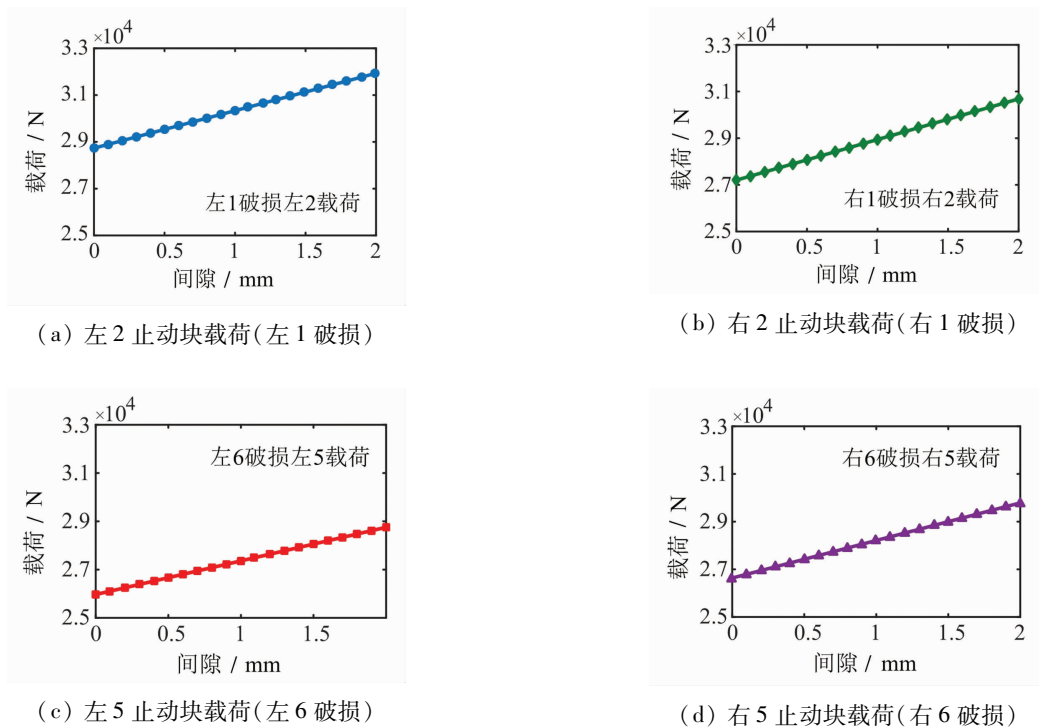 ×10⁴
3.3
3.1
2.9
2.7
2.5
载荷 / N
左1破损左2载荷
0 0.5 1 1.5 2
间隙 / mm
(a) 左2止动块载荷(左1破损)
×10⁴
3.3
3.1
2.9
2.7
2.5
载荷 / N
右1破损右2载荷
0 0.5 1 1.5 2
间隙 / mm
(b) 右2止动块载荷(右1破损)
×10⁴
3.3
3.1
2.9
2.7
2.5
载荷 / N
左6破损左5载荷
0 0.5 1 1.5
间隙 / mm
(c) 左5止动块载荷(左6破损)
×10⁴
3.3
3.1
2.9
2.7
2.5
载荷 / N
右6破损右5载荷
0 0.5 1 1.5 2
间隙 / mm
(d) 右5止动块载荷(右6破损)